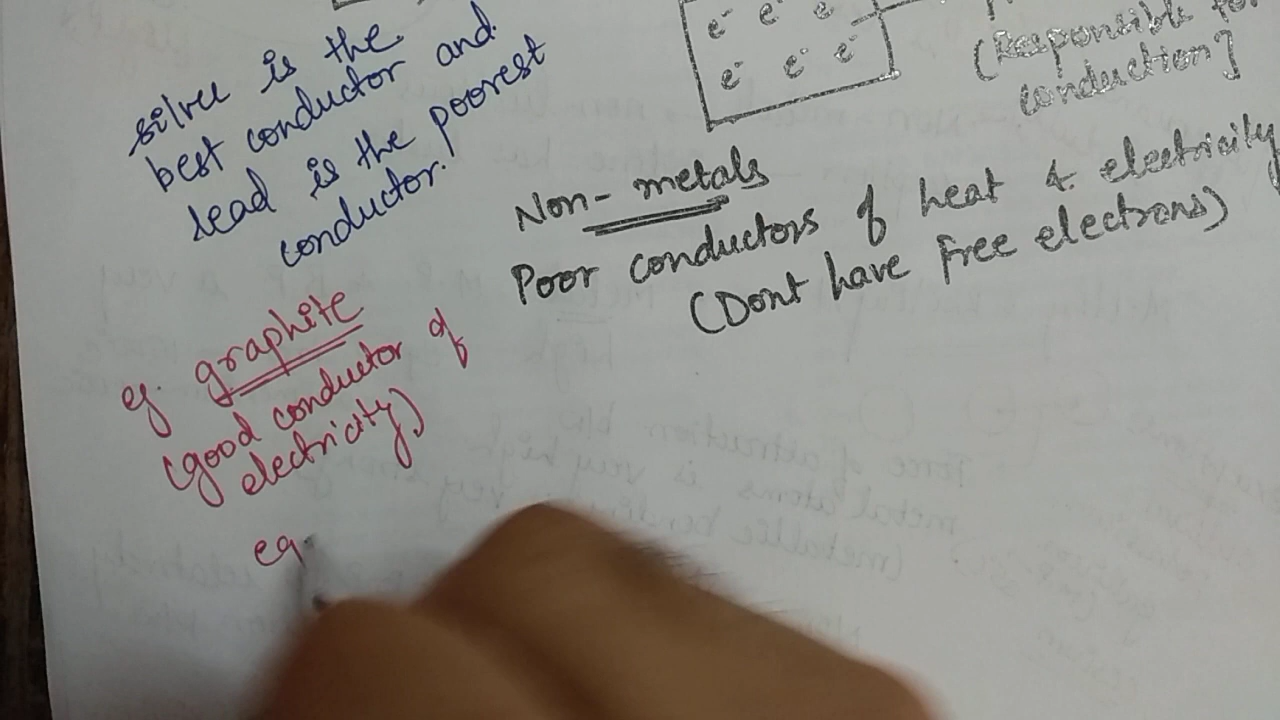 e⁻ e⁻ e⁻
e⁻ e⁻ e⁻
(Responsible for
conduction]
silver is the
best conductor and
lead is the poorest
conductor.
Non-metals
Poor conductors of heat & electricity
(Dont have free electrons)
eg. graphite
(good conductor of
electricity)
eg